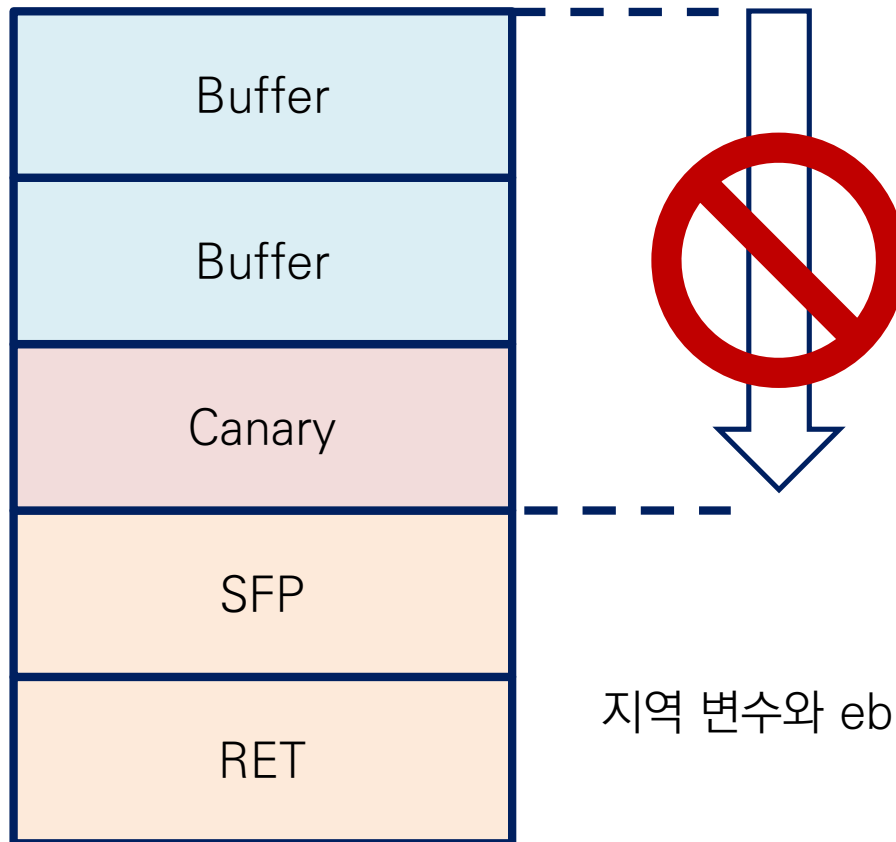 Buffer
Buffer
Canary
SFP
지역 변수와 eb
RET